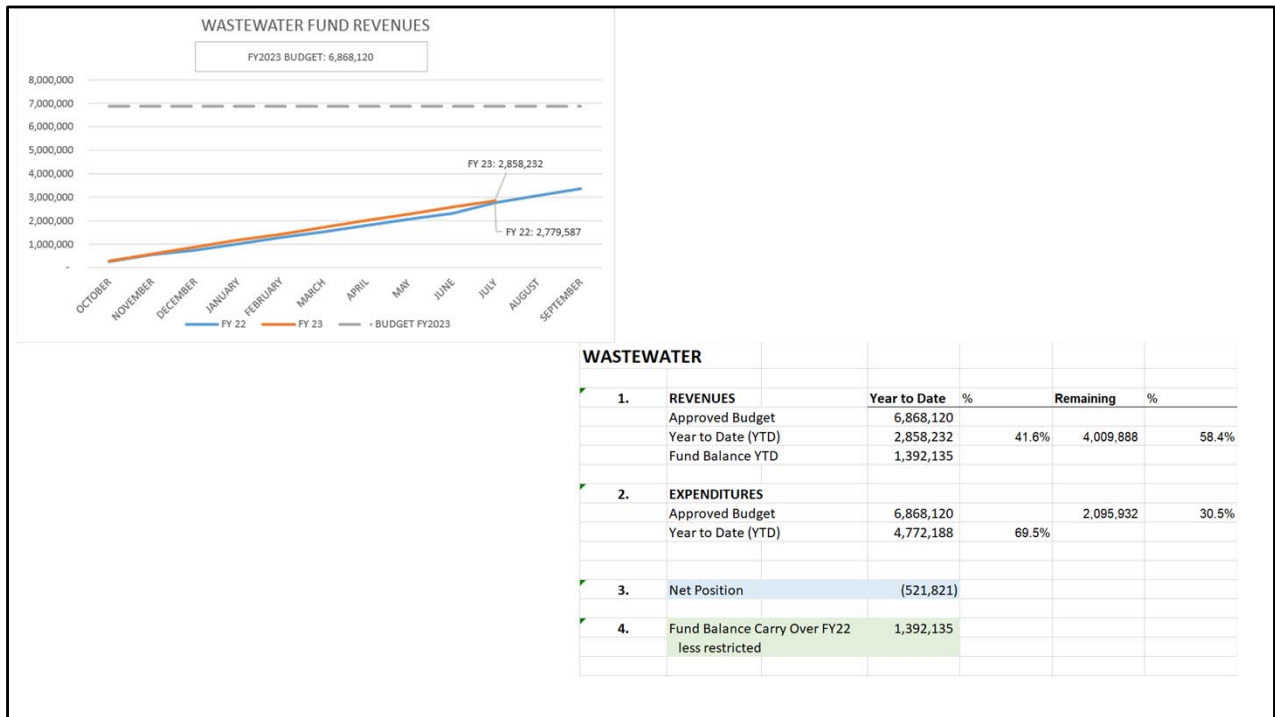 WASTEWATER FUND REVENUES
FY2023 BUDGET: 6,868,120
8,000,000
7,000,000
6,000,000
5,000,000
4,000,000
3,000,000
2,000,000
1,000,000
-
FY 23: 2,858,232
FY 22: 2,779,587
OCTOBER
NOVEMBER
DECEMBER
JANUARY
FEBRUARY
MARCH
APRIL
MAY
JUNE
JULY
AUGUST
SEPTEMBER
FY 22 FY 23 BUDGET FY2023
WASTEWATER
1. REVENUES Year to Date % Remaining %
Approved Budget 6,868,120
Year to Date (YTD) 2,858,232 41.6% 4,009,888 58.4%
Fund Balance YTD 1,392,135
2. EXPENDITURES
Approved Budget 6,868,120 2,095,932 30.5%
Year to Date (YTD) 4,772,188 69.5%
3. Net Position (521,821)
4. Fund Balance Carry Over FY22 1,392,135
less restricted